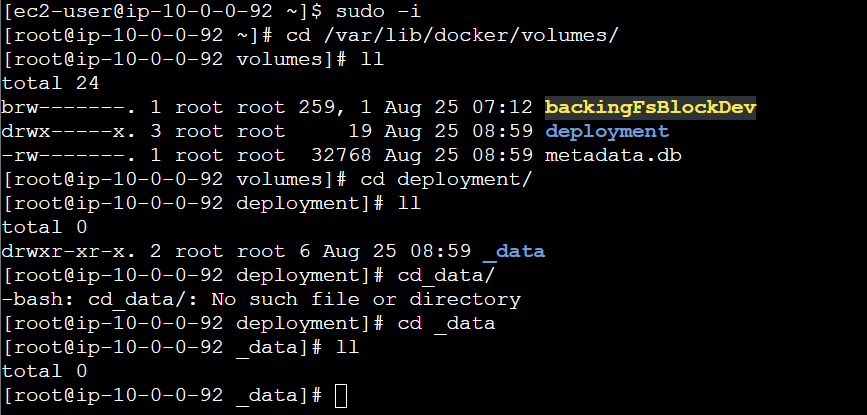 [ec2-user@ip-10-0-0-92 ~]$ sudo -i
[root@ip-10-0-0-92 ~]# cd /var/lib/docker/volumes/
[root@ip-10-0-0-92 volumes]# ll
total 24
brw-------. 1 root root 259, 1 Aug 25 07:12 backingFsBlockDev
drwx-----x. 3 root root     19 Aug 25 08:59 deployment
-rw-------. 1 root root  32768 Aug 25 08:59 metadata.db
[root@ip-10-0-0-92 volumes]# cd deployment/
[root@ip-10-0-0-92 deployment]# ll
total 0
drwxr-xr-x. 2 root root 6 Aug 25 08:59 _data
[root@ip-10-0-0-92 deployment]# cd_data/
-bash: cd_data/: No such file or directory
[root@ip-10-0-0-92 deployment]# cd _data
[root@ip-10-0-0-92 _data]# ll
total 0
[root@ip-10-0-0-92 _data]#